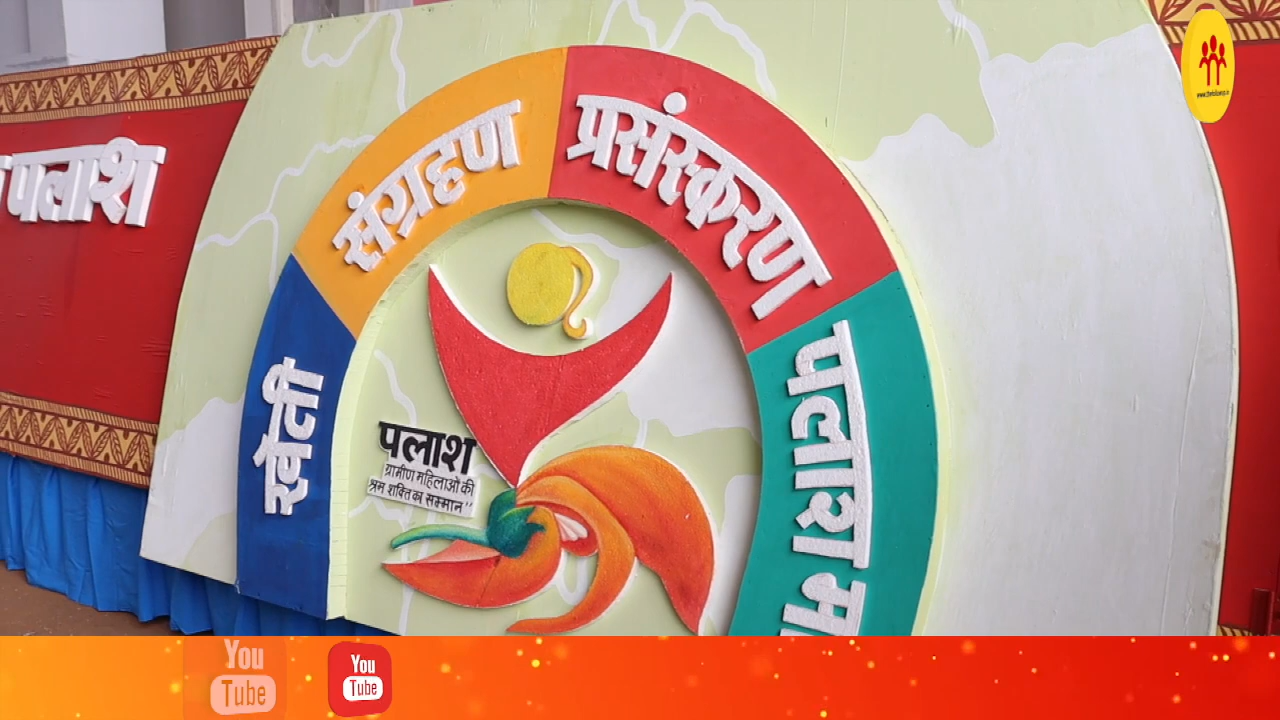 पलाश
खेती
संग्रहण
प्रसंस्करण
पलाश
पलाश
ग्रामीण महिलाओं की
श्रम शक्ति का सम्मान”
You
Tube
You
Tube